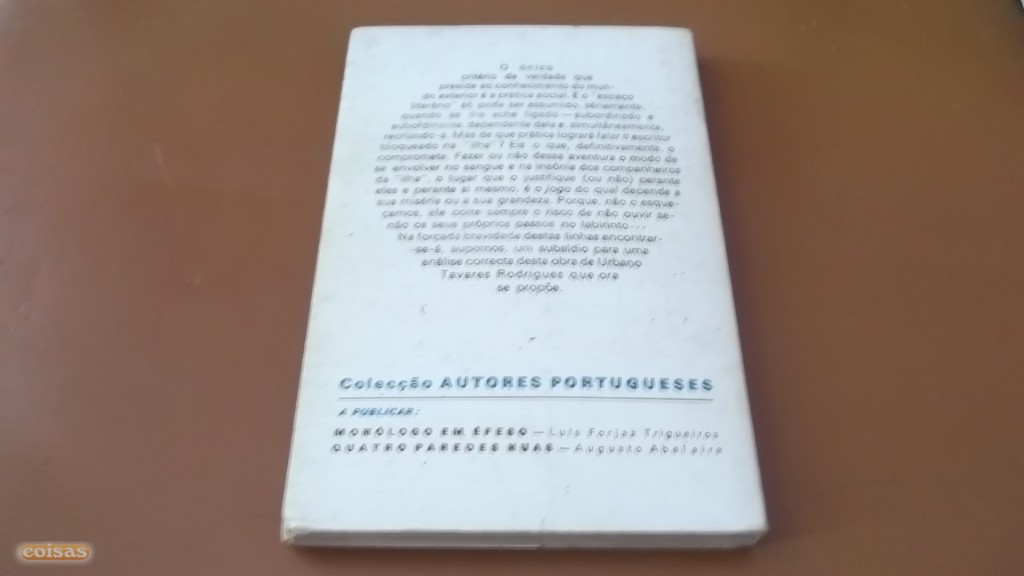 O único
critério de verdade que
preside ao conhecimento do mun-
do exterior é a prática social. E o "espaço
literário" só pode ser assumido, sèriamente,
quando se lhe ache ligado — subordinado e
subordinante, dependente dela e, simultâneamente,
recriando-a. Mas de que prática logrará falar o escritor
bloqueado na "ilha"? Eis o que, definitivamente, o
compromete. Fazer ou não dessa aventura o modo de
se envolver no sangue e na insónia dos companheiros
da "ilha", o lugar que o justifique (ou não) perante
eles e perante si mesmo, é o jogo do qual depende a
sua miséria ou a sua grandeza. Porque, não o esque-
çamos, ele corre sempre o risco de não ouvir se-
não os seus próprios passos no labirinto...
Na forçada brevidade destas linhas encontrar-
-se-á, supomos, um subsídio para uma
análise correcta desta obra de Urbano
Tavares Rodrigues que ora
se propõe.
Colecção AUTORES PORTUGUESES
A PUBLICAR:
MONÓLOGO EM ÉFESO — Luís Forjaz Trigueiros
QUATRO PAREDES NUAS — Augusto Abelaira
coisas